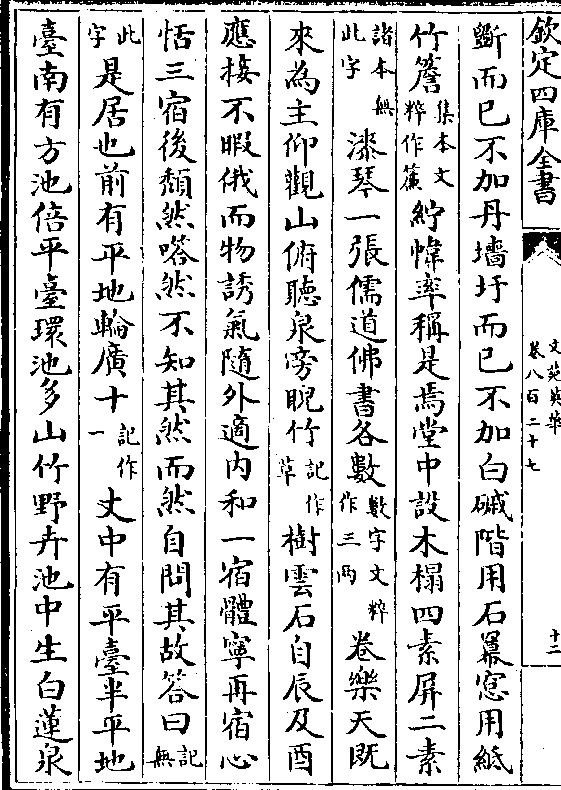 欽定四庫全書
文苑英華
卷八百二十七
十二
斵而已不加丹墻圬而已不加白磩階用石冪窓用紙
竹簷集本文粹作簾紵幃率稱是焉堂中設木榻四素屏二素
諸本無此字漆琴一張儒道佛書各數數字文粹作三两卷樂天既
來為主仰觀山俯聽泉㝑睨竹記作草樹雲石自辰及酉
應接不暇俄而物誘氣隨外適内和一宿體寧再宿心
恬三宿後頽然嗒然不知其然而然自問其故答曰記無
此字是居也前有平地輪廣十記作一丈中有平臺半平地
臺南有方池倍平臺環池多山竹野卉池中生白蓮泉